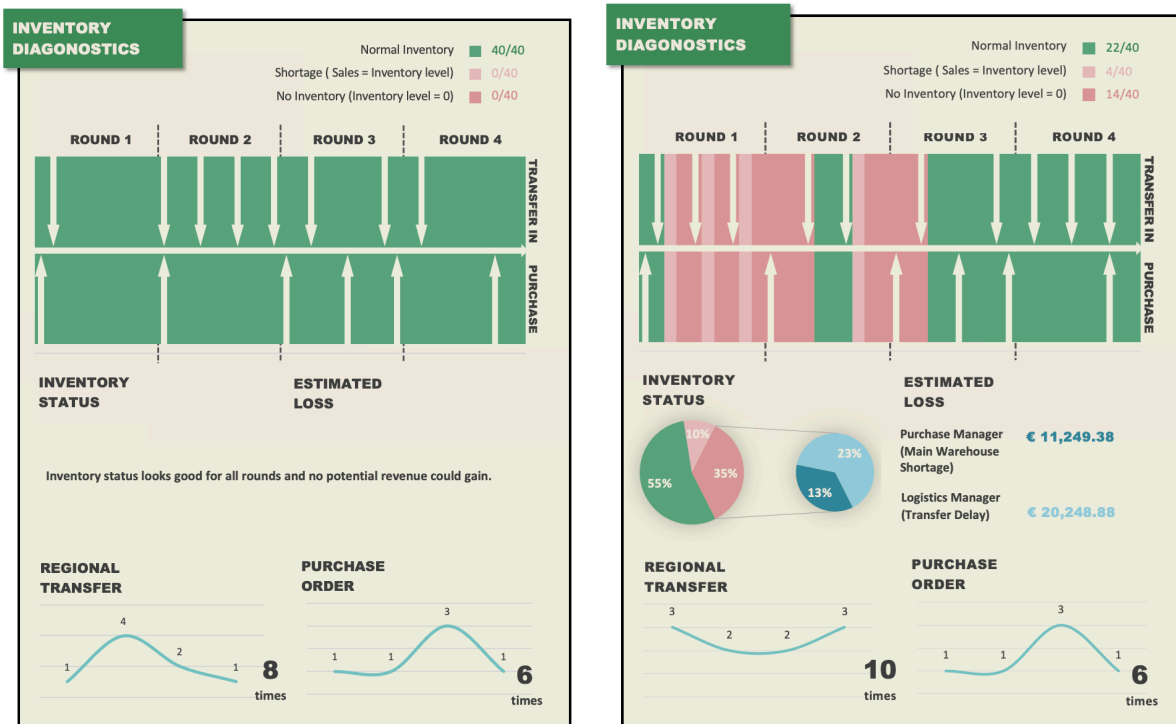 INVENTORY
DIAGONOSTICS
Normal Inventory 40/40
Shortage ( Sales = Inventory level) 0/40
No Inventory (Inventory level = 0) 0/40
ROUND 1 ROUND 2 ROUND 3 ROUND 4
TRANSFER IN
PURCHASE
INVENTORY
STATUS
ESTIMATED
LOSS
Inventory status looks good for all rounds and no potential revenue could gain.
REGIONAL
TRANSFER
1 4 2 1
8
times
PURCHASE
ORDER
1 1 3 1
6
times
INVENTORY
DIAGONOSTICS
Normal Inventory 22/40
Shortage ( Sales = Inventory level) 4/40
No Inventory (Inventory level = 0) 14/40
ROUND 1 ROUND 2 ROUND 3 ROUND 4
TRANSFER IN
PURCHASE
INVENTORY
STATUS
10%
35%
55%
23%
13%
ESTIMATED
LOSS
Purchase Manager € 11,249.38
(Main Warehouse
Shortage)
Logistics Manager
(Transfer Delay) € 20,248.88
REGIONAL
TRANSFER
3 2 2 3
10
times
PURCHASE
ORDER
1 1 3 1
6
times